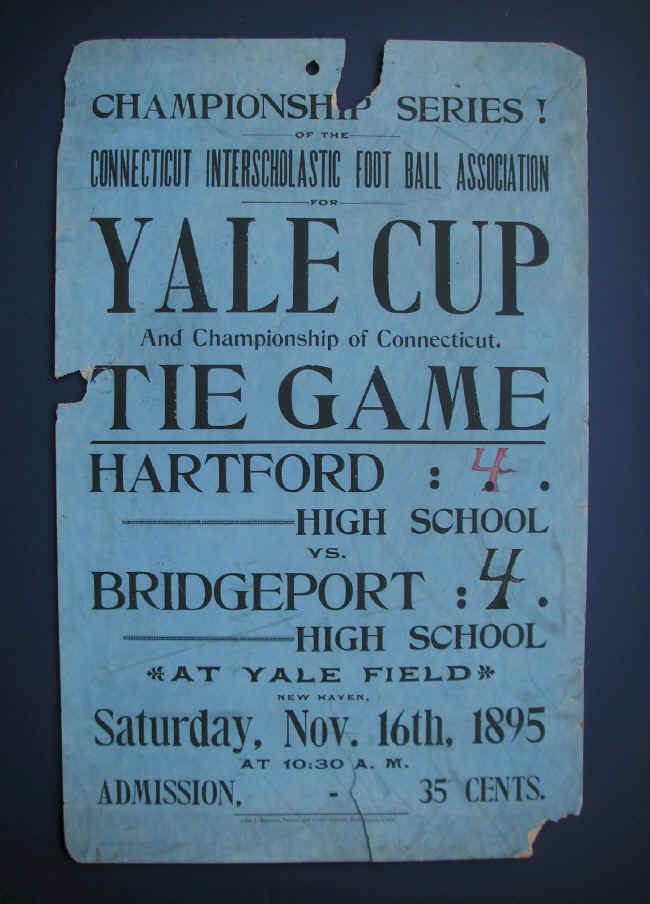 CHAMPIONSHIP SERIES !
OF THE
CONNECTICUT INTERSCHOLASTIC FOOT BALL ASSOCIATION
FOR
YALE CUP
And Championship of Connecticut.
TIE GAME
HARTFORD : 4 .
HIGH SCHOOL
VS.
BRIDGEPORT : 4 .
HIGH SCHOOL
AT YALE FIELD
NEW HAVEN,
Saturday, Nov. 16th, 1895
AT 10:30 A. M.
ADMISSION, - 35 CENTS.